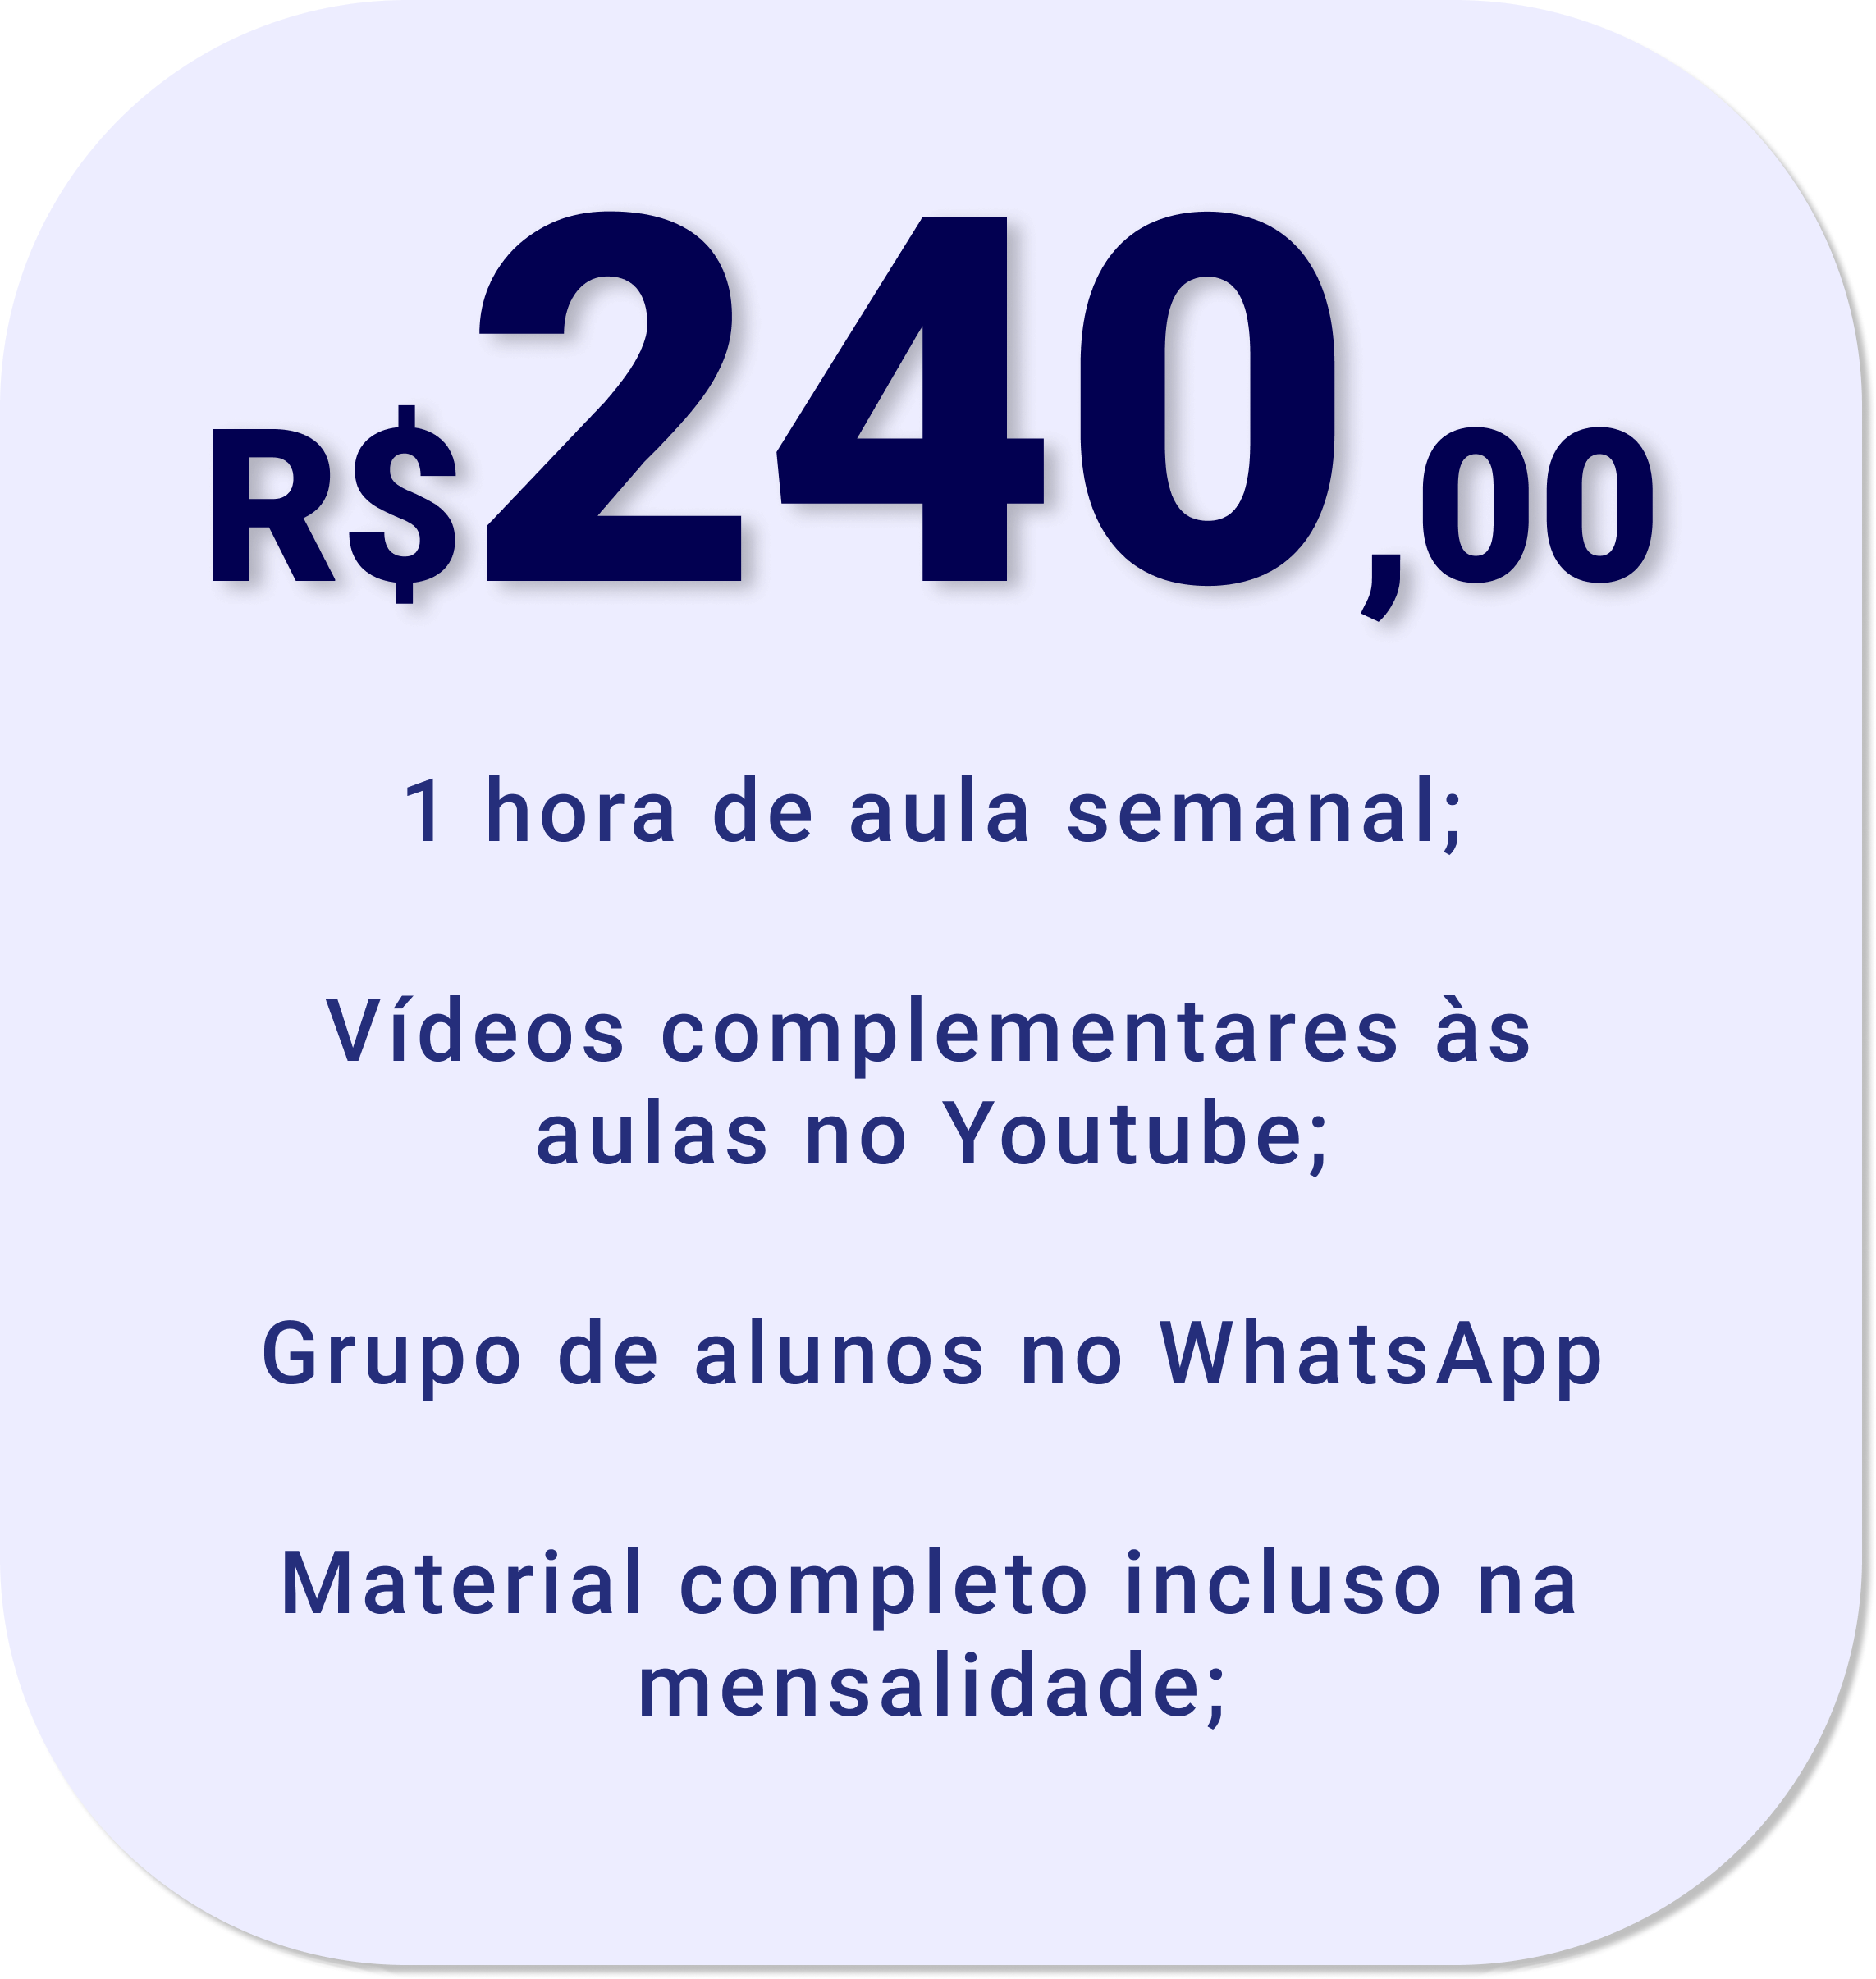 R$240,00
1 hora de aula semanal;
Vídeos complementares às
aulas no Youtube;
Grupo de alunos no WhatsApp
Material completo incluso na
mensalidade;